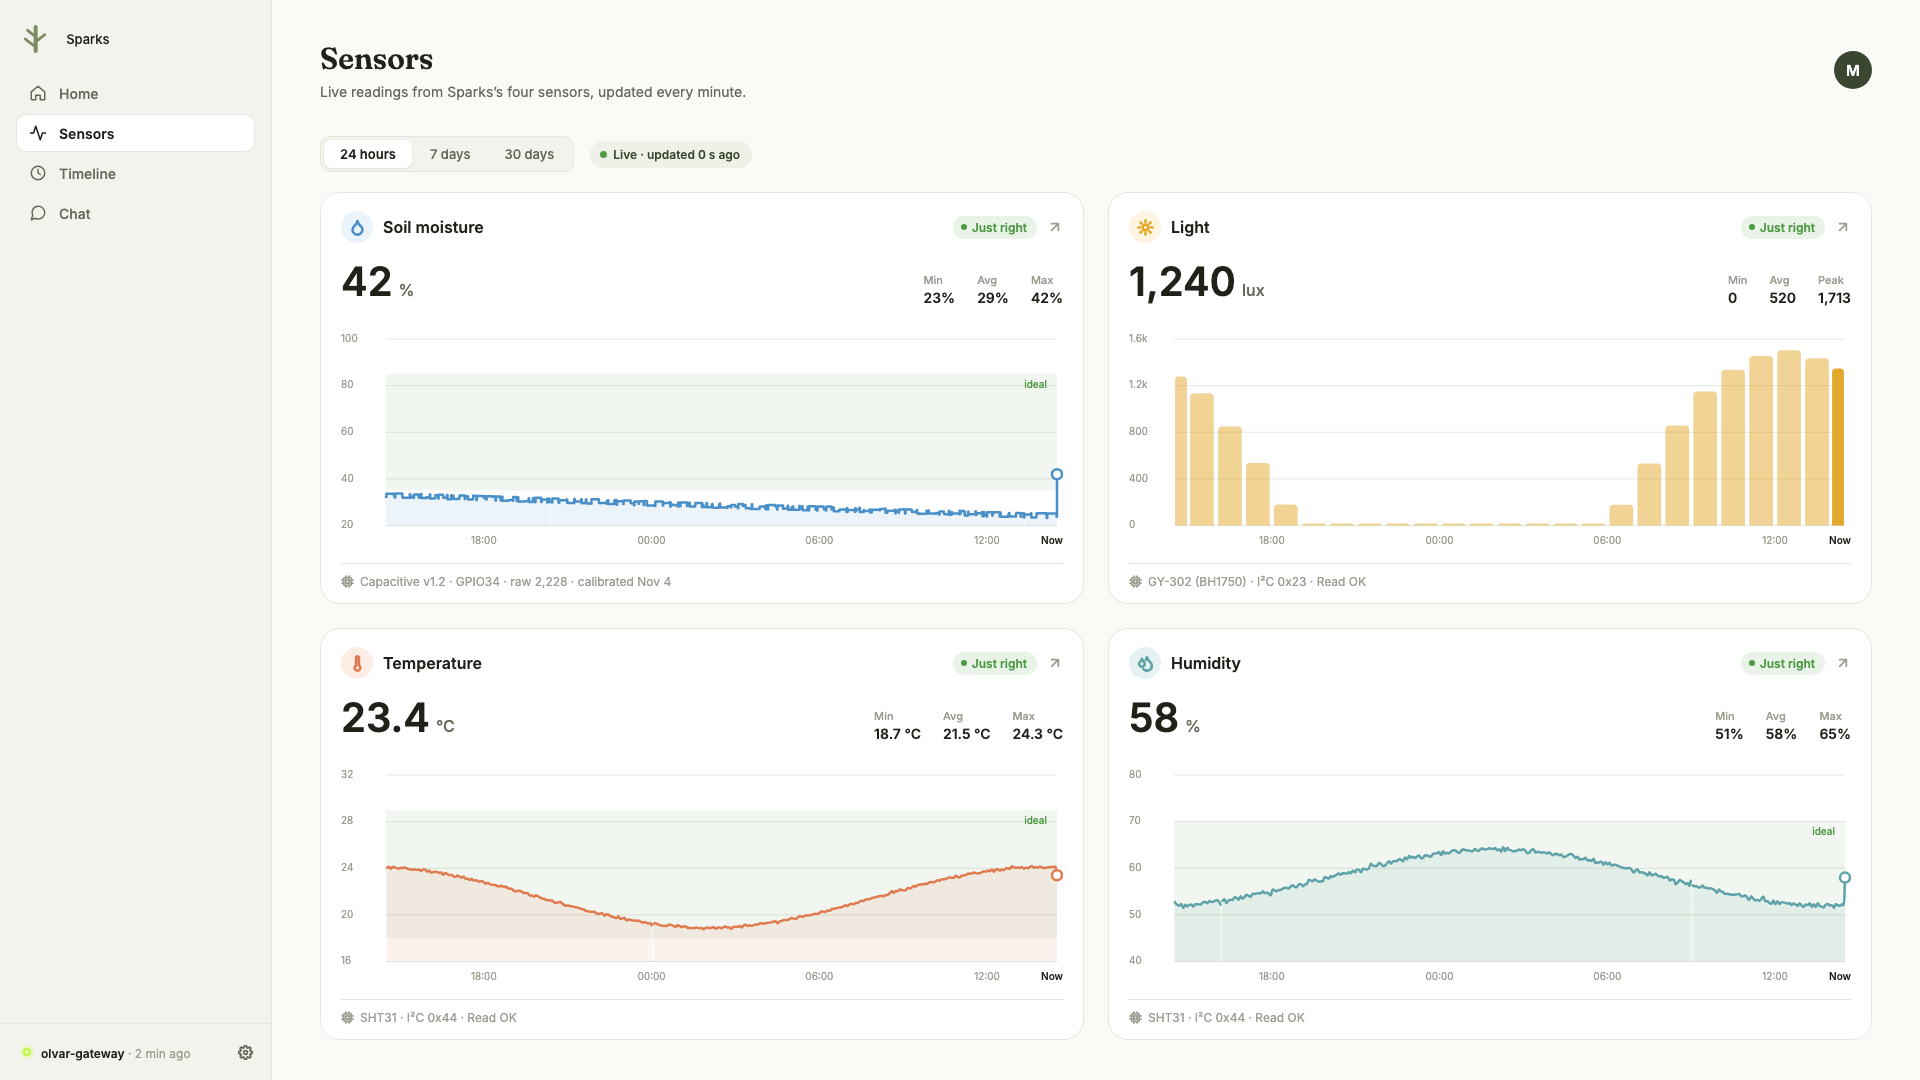 Sparks
Home
Sensors
Timeline
Chat
olvar-gateway · 2 min ago
Sensors
Live readings from Sparks’s four sensors, updated every minute.
M
24 hours 7 days 30 days
Live · updated 0 s ago
Soil moisture
Just right
42 %
Min Avg Max
23% 29% 42%
100
80
60
40
20
ideal
18:00 00:00 06:00 12:00 Now
Capacitive v1.2 · GPIO34 · raw 2,228 · calibrated Nov 4
Light
Just right
1,240 lux
Min Avg Peak
0 520 1,713
1.6k
1.2k
800
400
0
18:00 00:00 06:00 12:00 Now
GY-302 (BH1750) · I²C 0x23 · Read OK
Temperature
Just right
23.4 °C
Min Avg Max
18.7 °C 21.5 °C 24.3 °C
32
28
24
20
16
ideal
18:00 00:00 06:00 12:00 Now
SHT31 · I²C 0x44 · Read OK
Humidity
Just right
58 %
Min Avg Max
51% 58% 65%
80
70
60
50
40
ideal
18:00 00:00 06:00 12:00 Now
SHT31 · I²C 0x44 · Read OK